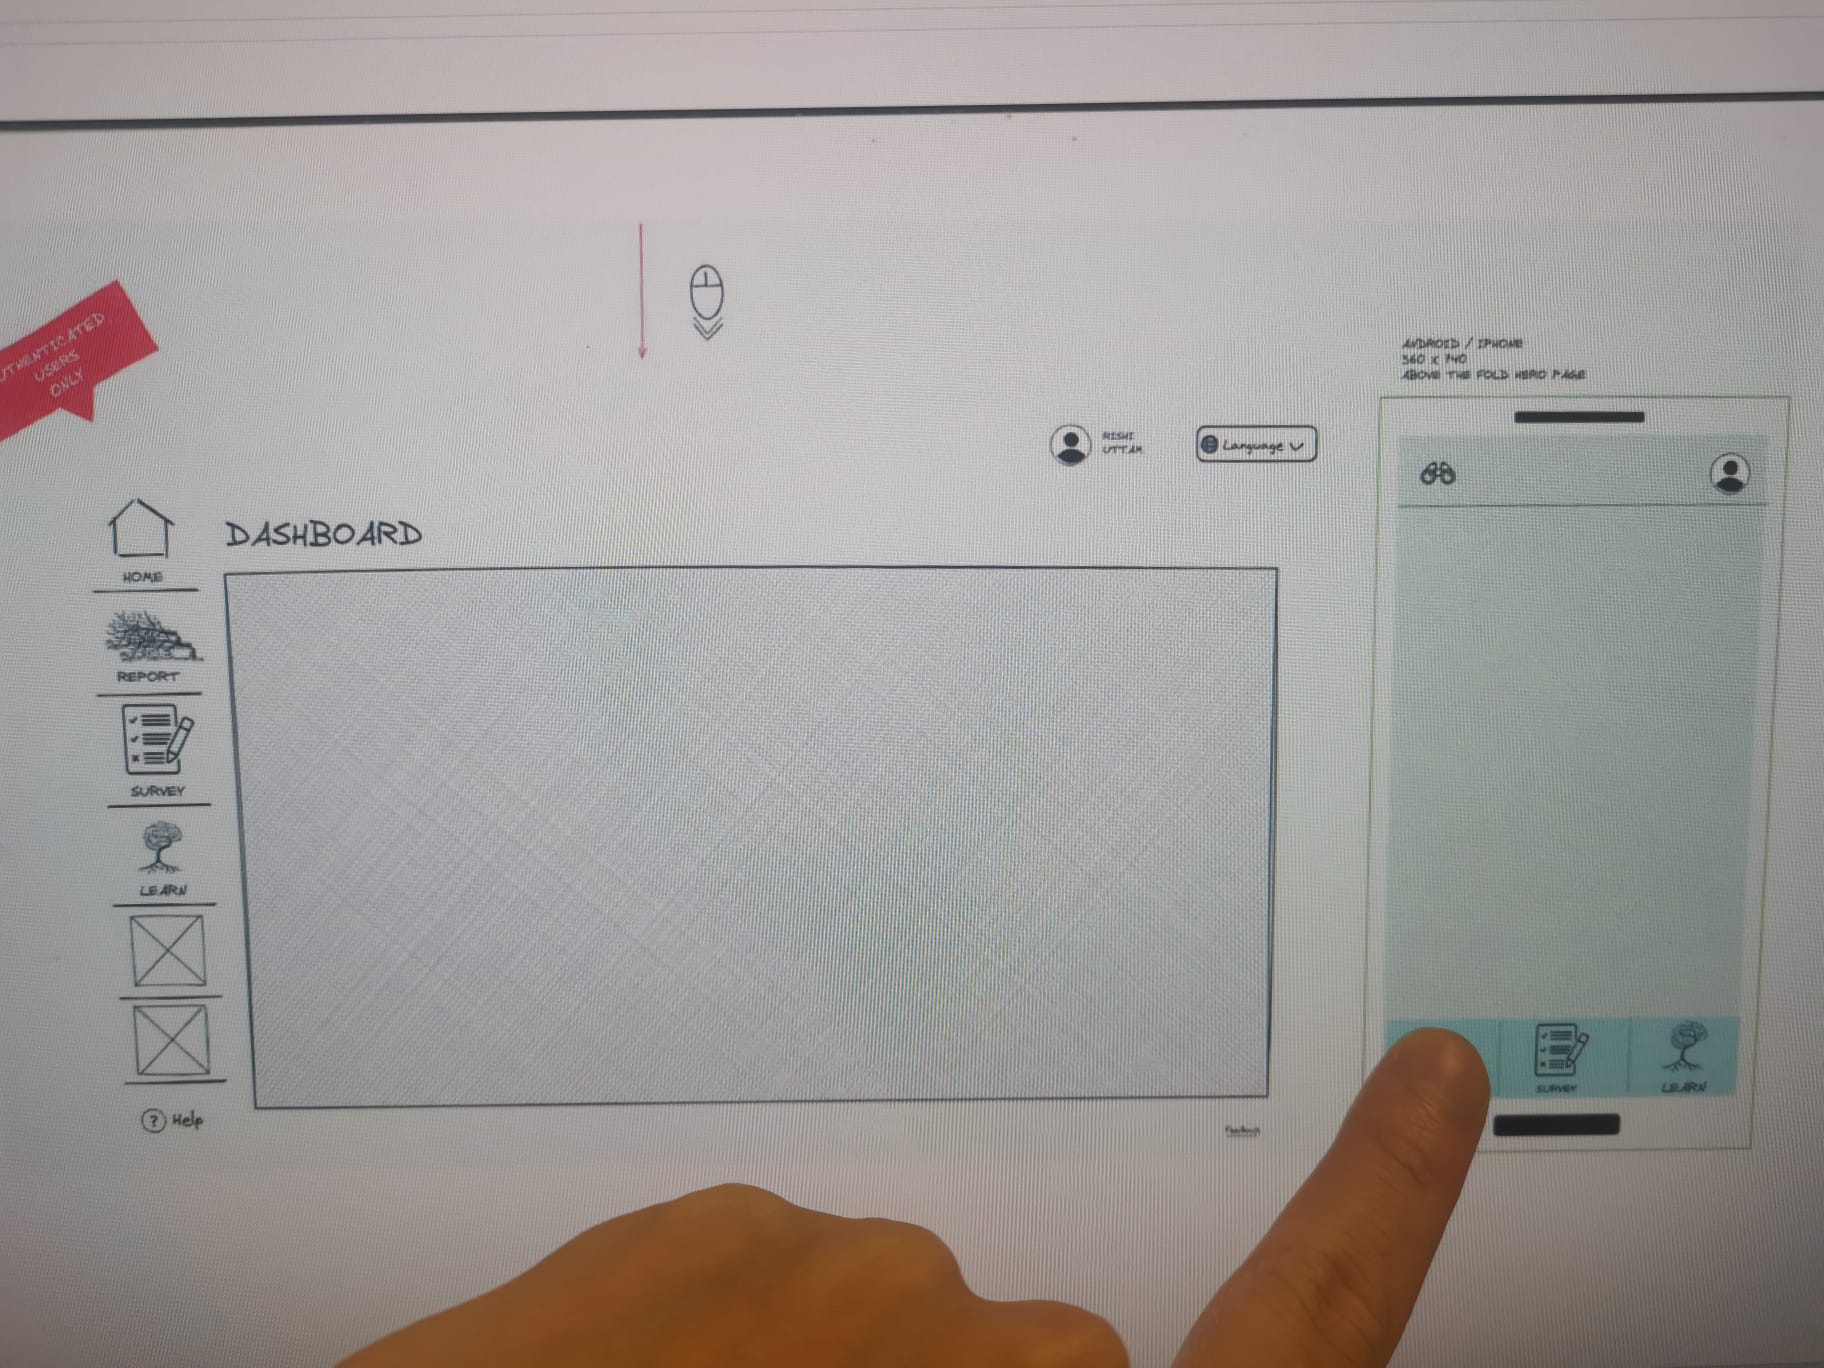 USERS
ONLY
ANDROID / IPHONE
360 x 740
ABOVE THE FOLD HERO PAGE
RISHI
UTTAM
Language
DASHBOARD
HOME
REPORT
SURVEY
LEARN
? Help
Feedback
SURVEY
LEARN